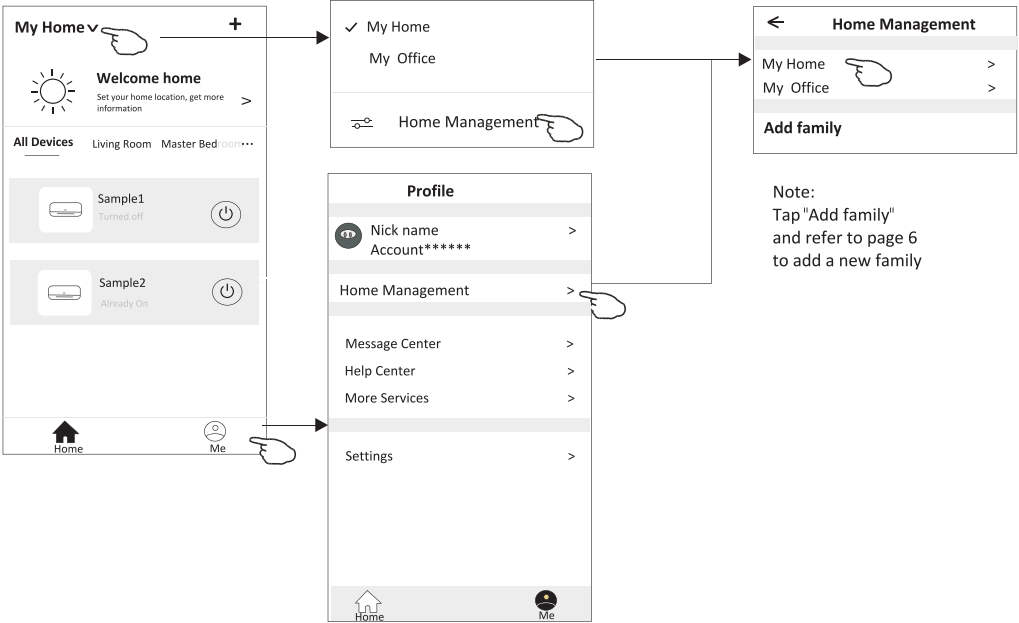 My Home
+
Welcome home
Set your home location, get more
information
>
All Devices Living Room Master Bedroom ...
Sample1
Turned off
Sample2
Already On
Home Me
✓ My Home
My Office
Home Management
Profile
Nick name >
Account******
Home Management >
Message Center >
Help Center >
More Services >
Settings >
Home Me
← Home Management
My Home >
My Office >
Add family
Note:
Tap "Add family"
and refer to page 6
to add a new family